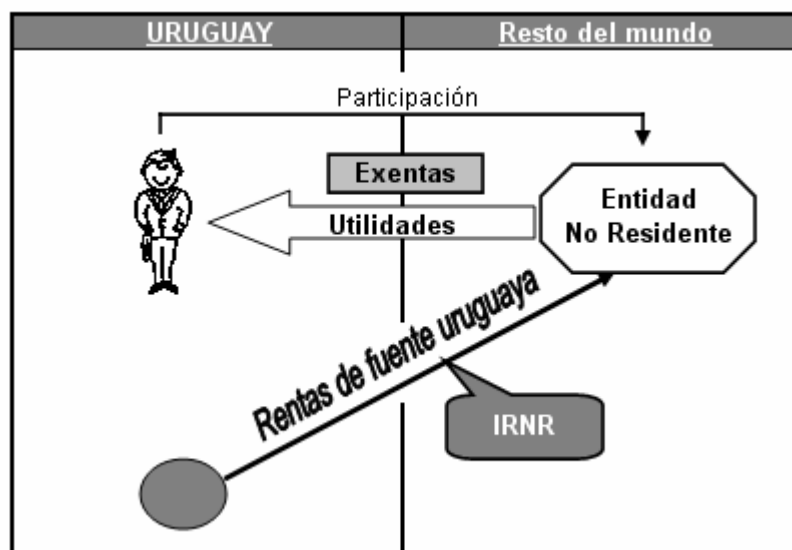 URUGUAY
Resto del mundo
Participación
Exentas
Utilidades
Entidad
No Residente
Rentas de fuente uruguaya
IRNR